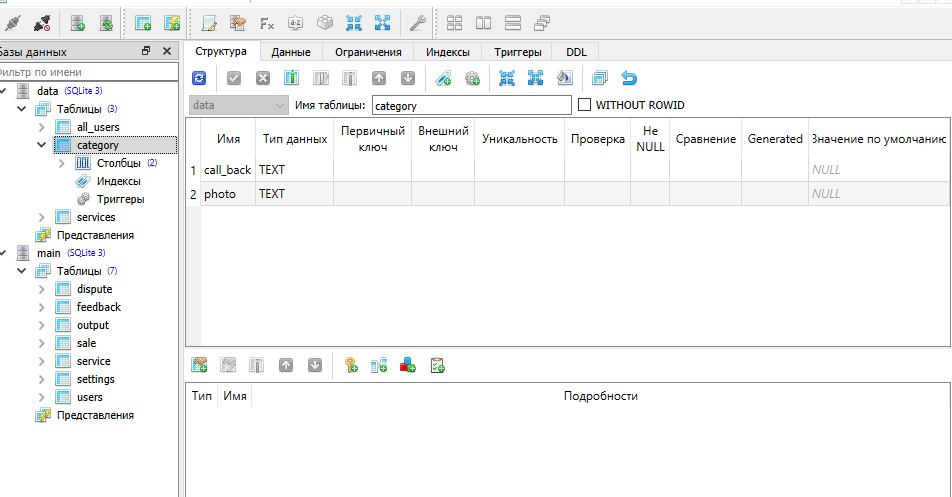 Базы данных
Фильтр по имени
data (SQLite 3)
Таблицы (3)
all_users
category
Столбцы (2)
Индексы
Триггеры
services
Представления
main (SQLite 3)
Таблицы (7)
dispute
feedback
output
sale
service
settings
users
Представления
Структура Данные Ограничения Индексы Триггеры DDL
data Имя таблицы: category WITHOUT ROWID
Имя Тип данных Первичный ключ Внешний ключ Уникальность Проверка Не NULL Сравнение Generated Значение по умолчанию
1 call_back TEXT NULL
2 photo TEXT NULL
Тип Имя Подробности